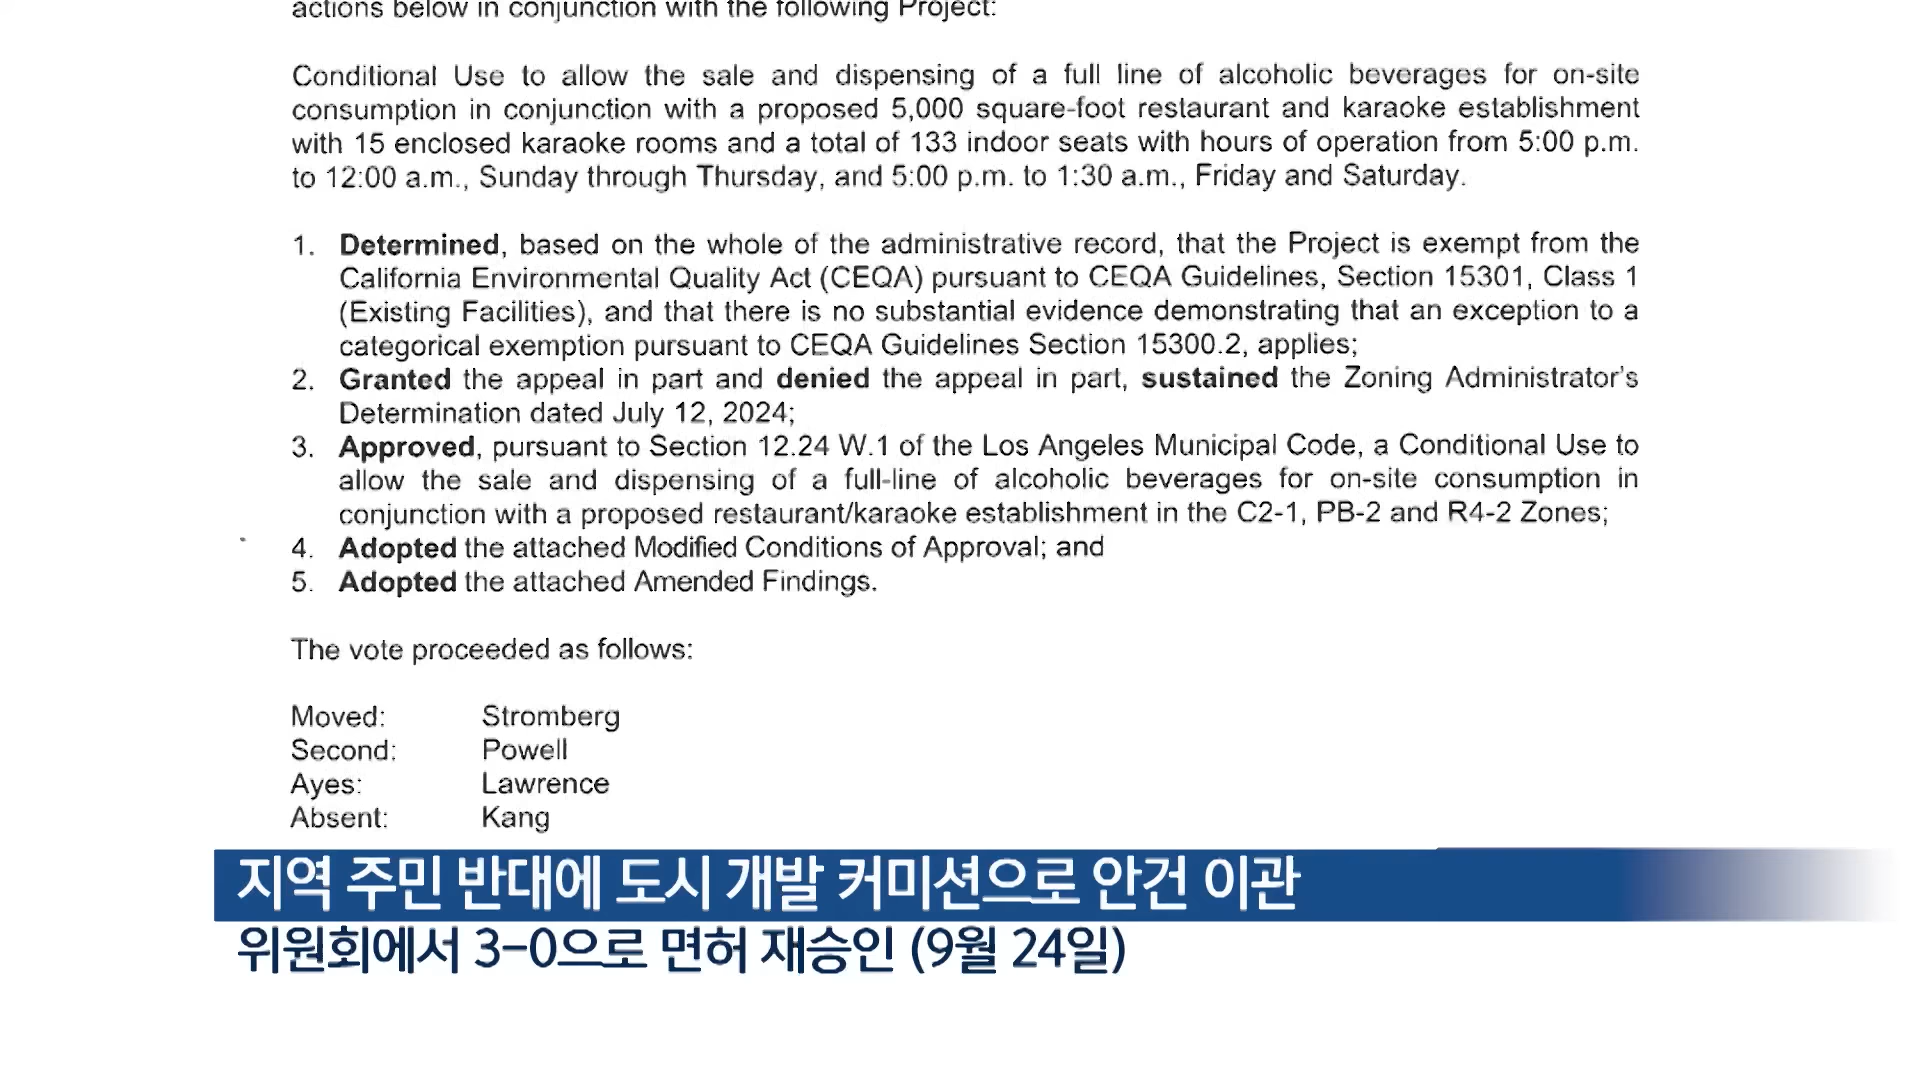 actions below in conjunction with the following Project:
Conditional Use to allow the sale and dispensing of a full line of alcoholic beverages for on-site
consumption in conjunction with a proposed 5,000 square-foot restaurant and karaoke establishment
with 15 enclosed karaoke rooms and a total of 133 indoor seats with hours of operation from 5:00 p.m.
to 12:00 a.m., Sunday through Thursday, and 5:00 p.m. to 1:30 a.m., Friday and Saturday.
1. Determined, based on the whole of the administrative record, that the Project is exempt from the
California Environmental Quality Act (CEQA) pursuant to CEQA Guidelines, Section 15301, Class 1
(Existing Facilities), and that there is no substantial evidence demonstrating that an exception to a
categorical exemption pursuant to CEQA Guidelines Section 15300.2, applies;
2. Granted the appeal in part and denied the appeal in part, sustained the Zoning Administrator's
Determination dated July 12, 2024;
3. Approved, pursuant to Section 12.24 W.1 of the Los Angeles Municipal Code, a Conditional Use to
allow the sale and dispensing of a full-line of alcoholic beverages for on-site consumption in
conjunction with a proposed restaurant/karaoke establishment in the C2-1, PB-2 and R4-2 Zones;
4. Adopted the attached Modified Conditions of Approval; and
5. Adopted the attached Amended Findings.
The vote proceeded as follows:
Moved: Stromberg
Second: Powell
Ayes: Lawrence
Absent: Kang
지역 주민 반대에 도시 개발 커미션으로 안건 이관
위원회에서 3-0으로 면허 재승인 (9월 24일)